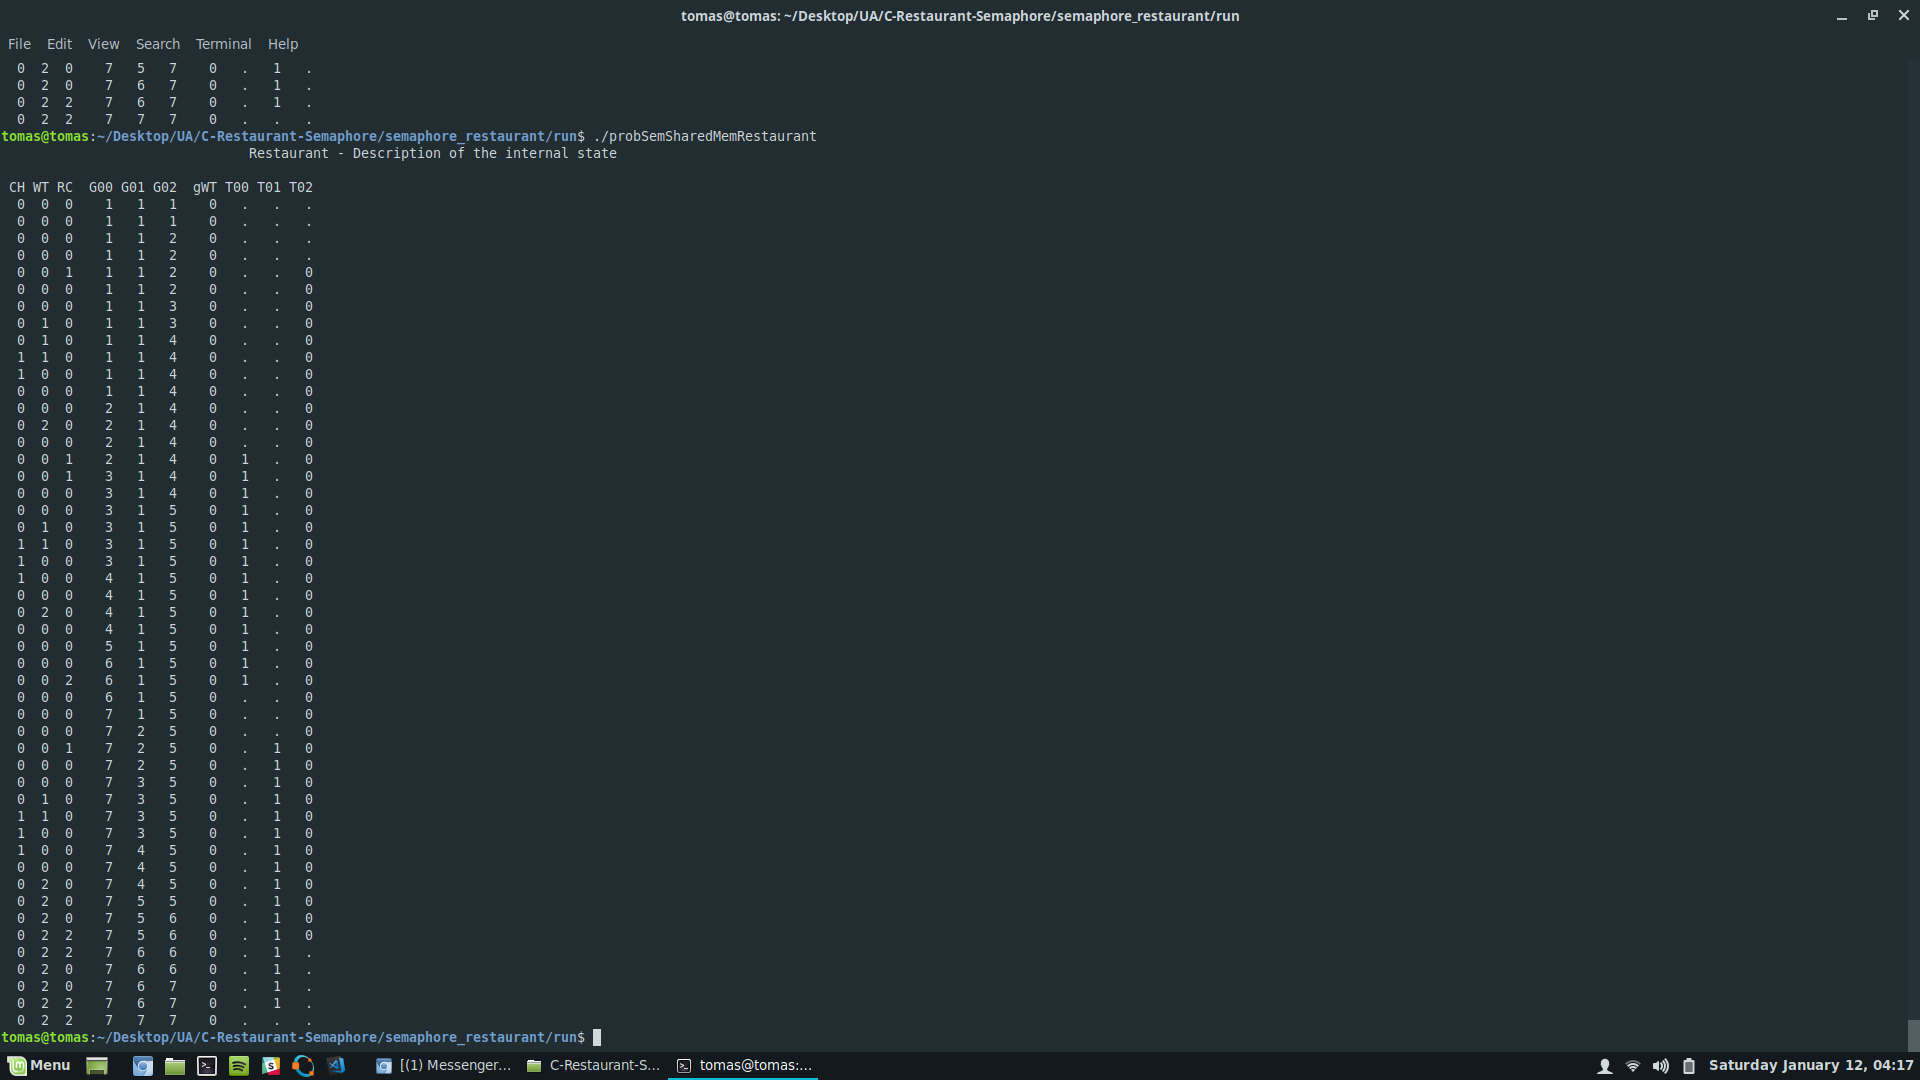 tomas@tomas: ~/Desktop/UA/C-Restaurant-Semaphore/semaphore_restaurant/run
File Edit View Search Terminal Help
0 2 0 7 5 7 0 . 1 .
0 2 0 7 6 7 0 . 1 .
0 2 2 7 6 7 0 . 1 .
0 2 2 7 7 7 0 . . .
tomas@tomas:~/Desktop/UA/C-Restaurant-Semaphore/semaphore_restaurant/run$ ./probSemSharedMemRestaurant
Restaurant - Description of the internal state
CH WT RC G00 G01 G02 gWT T00 T01 T02
0 0 0 1 1 1 0 . . .
0 0 0 1 1 1 0 . . .
0 0 0 1 1 2 0 . . .
0 0 0 1 1 2 0 . . .
0 0 1 1 1 2 0 . . 0
0 0 0 1 1 2 0 . . 0
0 0 0 1 1 3 0 . . 0
0 1 0 1 1 3 0 . . 0
0 1 0 1 1 4 0 . . 0
1 1 0 1 1 4 0 . . 0
1 0 0 1 1 4 0 . . 0
0 0 0 1 1 4 0 . . 0
0 0 0 2 1 4 0 . . 0
0 2 0 2 1 4 0 . . 0
0 0 0 2 1 4 0 . . 0
0 0 1 2 1 4 0 1 . 0
0 0 1 3 1 4 0 1 . 0
0 0 0 3 1 4 0 1 . 0
0 0 0 3 1 5 0 1 . 0
0 1 0 3 1 5 0 1 . 0
1 1 0 3 1 5 0 1 . 0
1 0 0 3 1 5 0 1 . 0
1 0 0 4 1 5 0 1 . 0
0 0 0 4 1 5 0 1 . 0
0 2 0 4 1 5 0 1 . 0
0 0 0 4 1 5 0 1 . 0
0 0 0 5 1 5 0 1 . 0
0 0 0 6 1 5 0 1 . 0
0 0 2 6 1 5 0 1 . 0
0 0 0 6 1 5 0 . . 0
0 0 0 7 1 5 0 . . 0
0 0 0 7 2 5 0 . . 0
0 0 1 7 2 5 0 . 1 0
0 0 0 7 2 5 0 . 1 0
0 0 0 7 3 5 0 . 1 0
0 1 0 7 3 5 0 . 1 0
1 1 0 7 3 5 0 . 1 0
1 0 0 7 3 5 0 . 1 0
1 0 0 7 4 5 0 . 1 0
0 0 0 7 4 5 0 . 1 0
0 2 0 7 4 5 0 . 1 0
0 2 0 7 5 5 0 . 1 0
0 2 0 7 5 6 0 . 1 0
0 2 2 7 5 6 0 . 1 0
0 2 2 7 6 6 0 . 1 .
0 2 0 7 6 6 0 . 1 .
0 2 0 7 6 7 0 . 1 .
0 2 2 7 6 7 0 . 1 .
0 2 2 7 7 7 0 . . .
tomas@tomas:~/Desktop/UA/C-Restaurant-Semaphore/semaphore_restaurant/run$
Menu [(1) Messenger... C-Restaurant-S... tomas@tomas:... Saturday January 12, 04:17